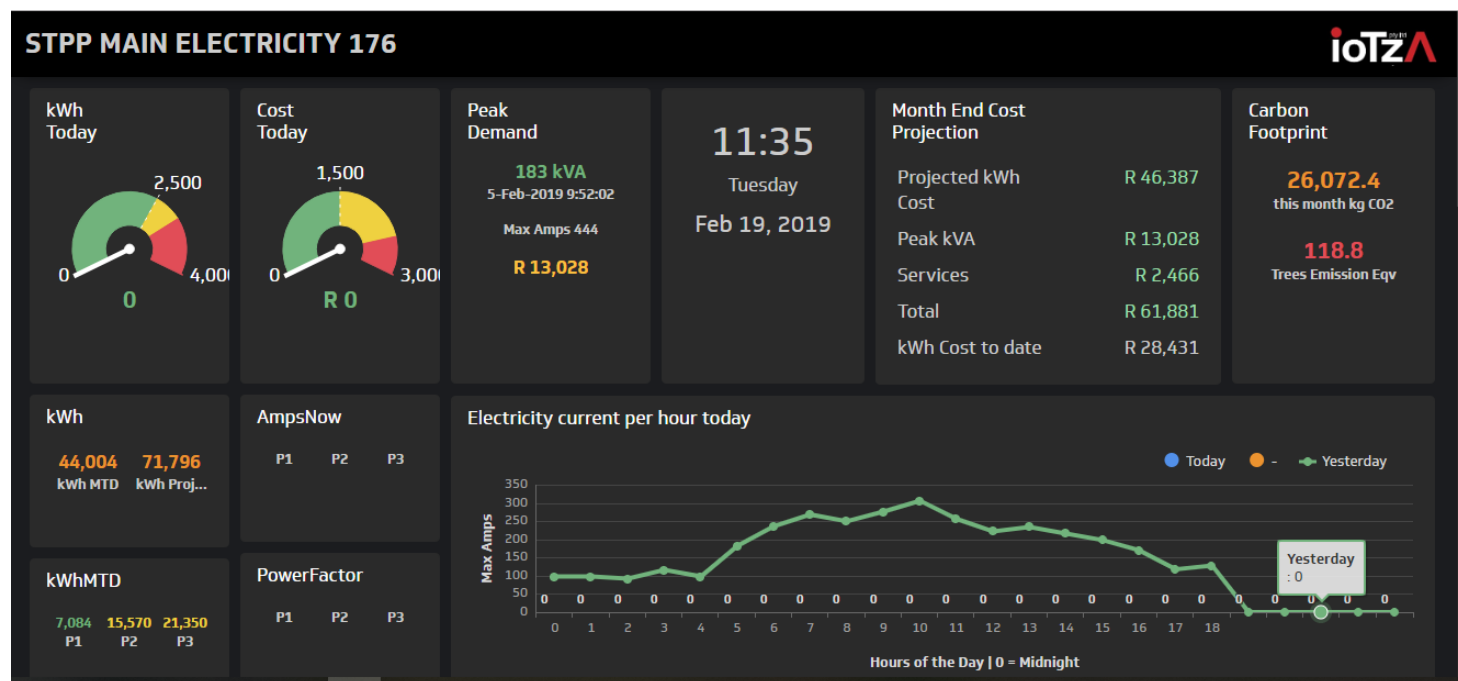 STPP MAIN ELECTRICITY 176
ioTzA
pty ltd
kWh
Today
2,500
0
4,000
0
Cost
Today
1,500
0
3,000
R 0
Peak
Demand
183 kVA
5-Feb-2019 9:52:02
Max Amps 444
R 13,028
11:35
Tuesday
Feb 19, 2019
Month End Cost
Projection
Projected kWh R 46,387
Cost
Peak kVA R 13,028
Services R 2,466
Total R 61,881
kWh Cost to date R 28,431
Carbon
Footprint
26,072.4
this month kg CO2
118.8
Trees Emission Eqv
kWh
44,004 71,796
kWh MTD kWh Proj...
AmpsNow
P1 P2 P3
kWhMTD
7,084 15,570 21,350
P1 P2 P3
PowerFactor
P1 P2 P3
Electricity current per hour today
Today - Yesterday
Max Amps
350
300
250
200
150
100
50
0
Yesterday
: 0
0 0 0 0 0 0 0 0 0 0 0 0 0 0 0 0 0 0 0 0 0 0 0 0
0 1 2 3 4 5 6 7 8 9 10 11 12 13 14 15 16 17 18
Hours of the Day | 0 = Midnight